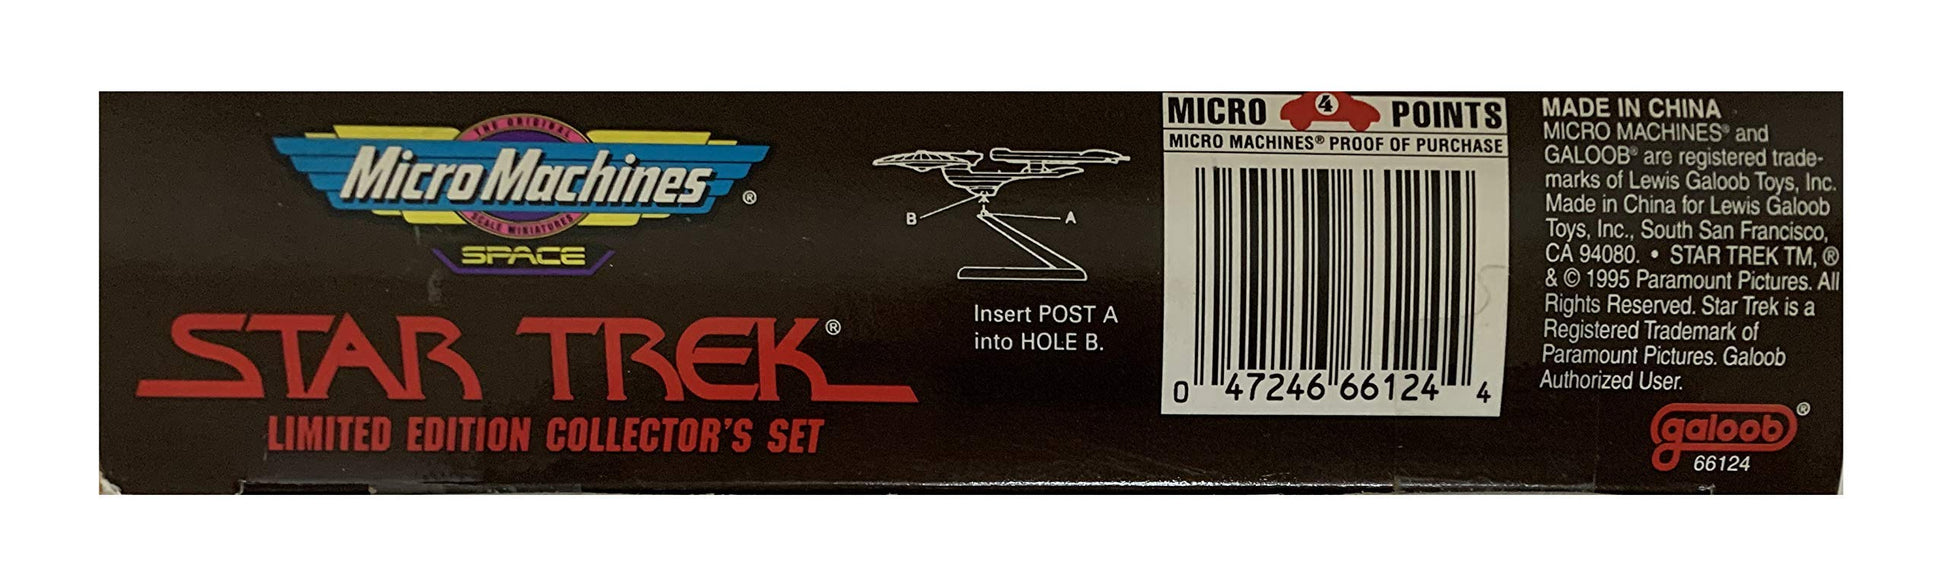 THE ORIGINAL
Micro Machines ®
SCALE MINIATURES
SPACE
STAR TREK®
LIMITED EDITION COLLECTOR'S SET
B
A
Insert POST A
into HOLE B.
MICRO 4 POINTS
MICRO MACHINES® PROOF OF PURCHASE
0 47246 66124 4
MADE IN CHINA
MICRO MACHINES® and
GALOOB® are registered trade-
marks of Lewis Galoob Toys, Inc.
Made in China for Lewis Galoob
Toys, Inc., South San Francisco,
CA 94080. • STAR TREK TM, ®
& © 1995 Paramount Pictures. All
Rights Reserved. Star Trek is a
Registered Trademark of
Paramount Pictures. Galoob
Authorized User.
galoob®
66124